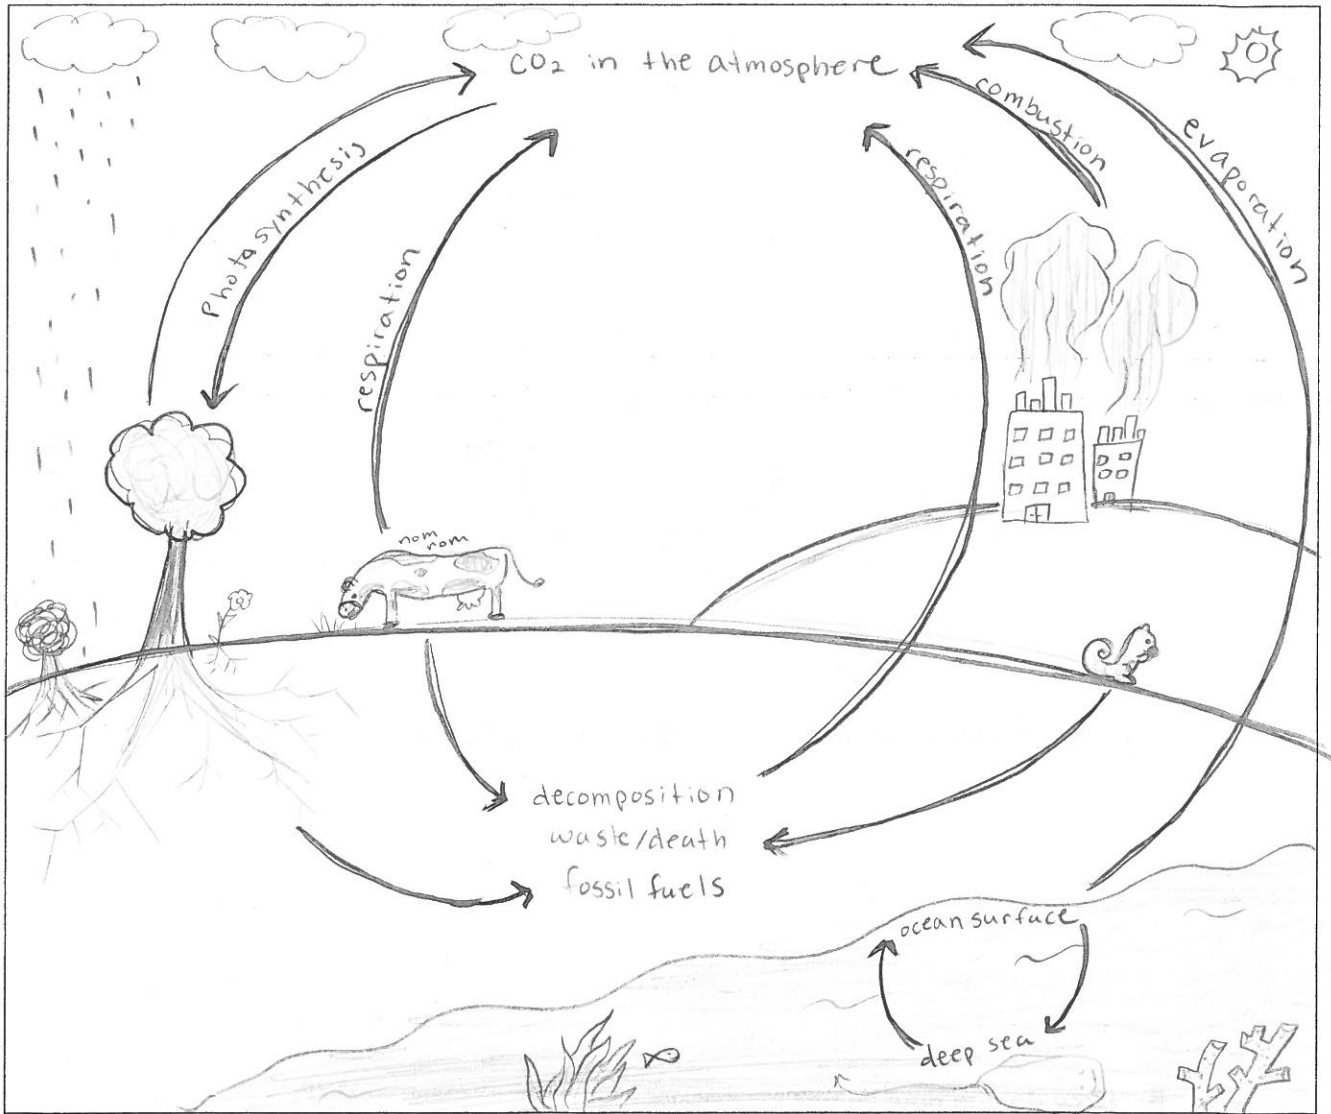 CO2 in the atmosphere
combustion
evaporation
Photosynthesis
respiration
respiration
nom
nom
decomposition
waste/death
fossil fuels
ocean surface
deep sea